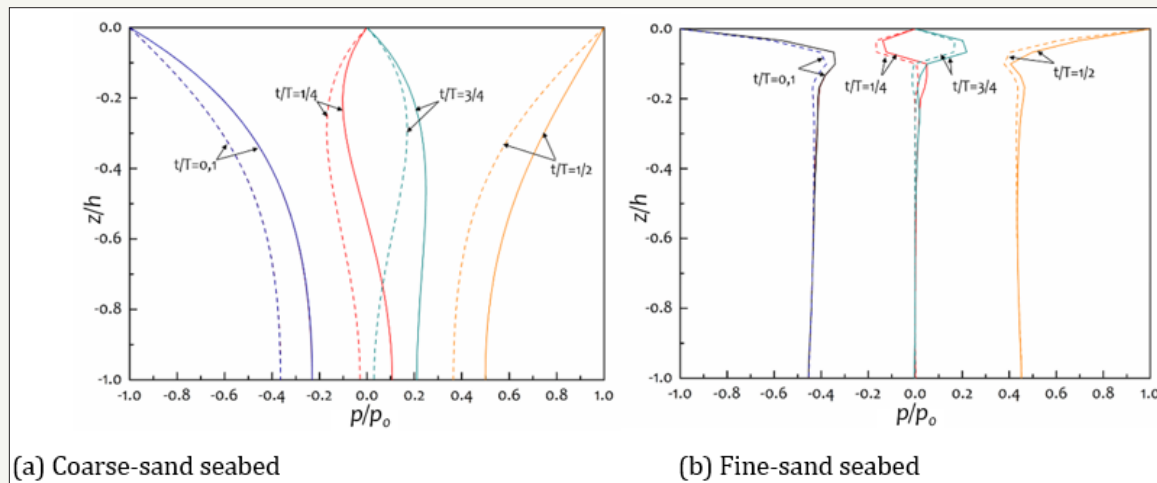 0.0
-0.2
-0.4
-0.6
-0.8
-1.0
z/h
t/T=1/4
t/T=3/4
t/T=0,1
t/T=1/2
-1.0 -0.8 -0.6 -0.4 -0.2 0.0 0.2 0.4 0.6 0.8 1.0
p/po
(a) Coarse-sand seabed
0.0
-0.2
-0.4
-0.6
-0.8
-1.0
z/h
t/T=0,1
t/T=1/4
t/T=3/4
t/T=1/2
-1.0 -0.8 -0.6 -0.4 -0.2 0.0 0.2 0.4 0.6 0.8 1.0
p/po
(b) Fine-sand seabed